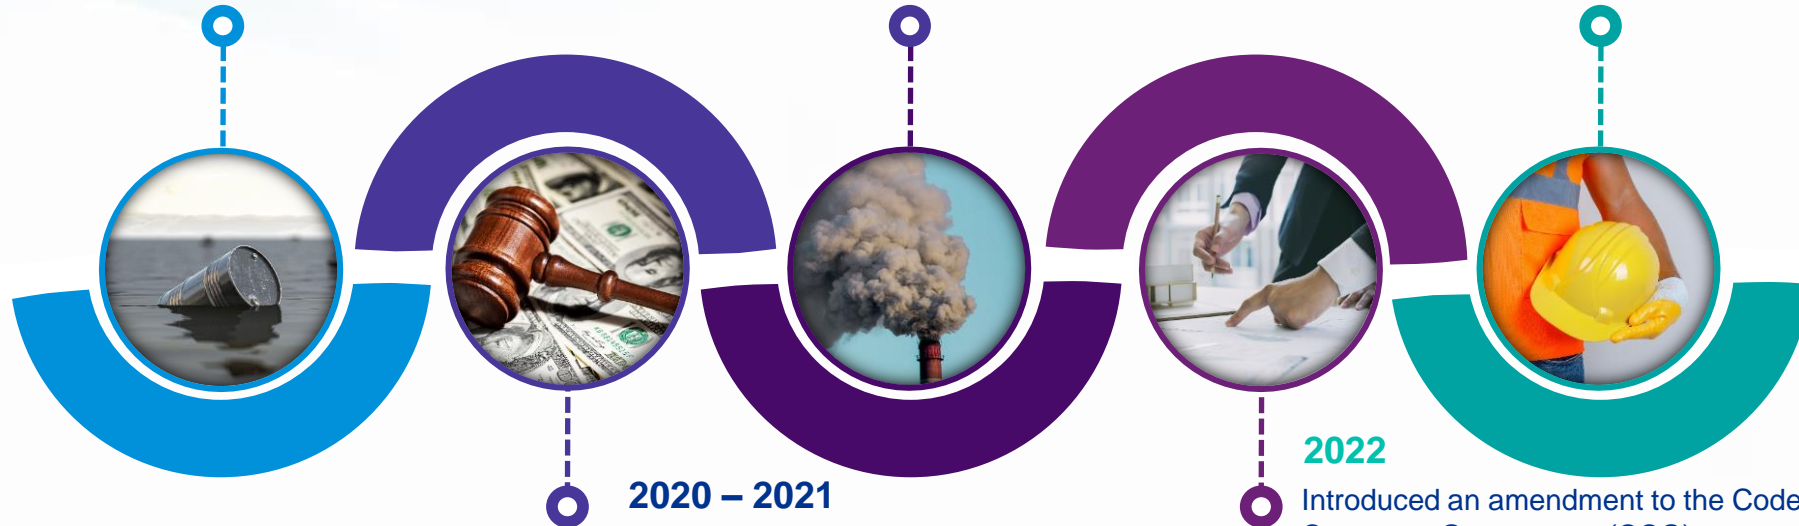 2022
2020 – 2021
Introduced an amendment to the Code